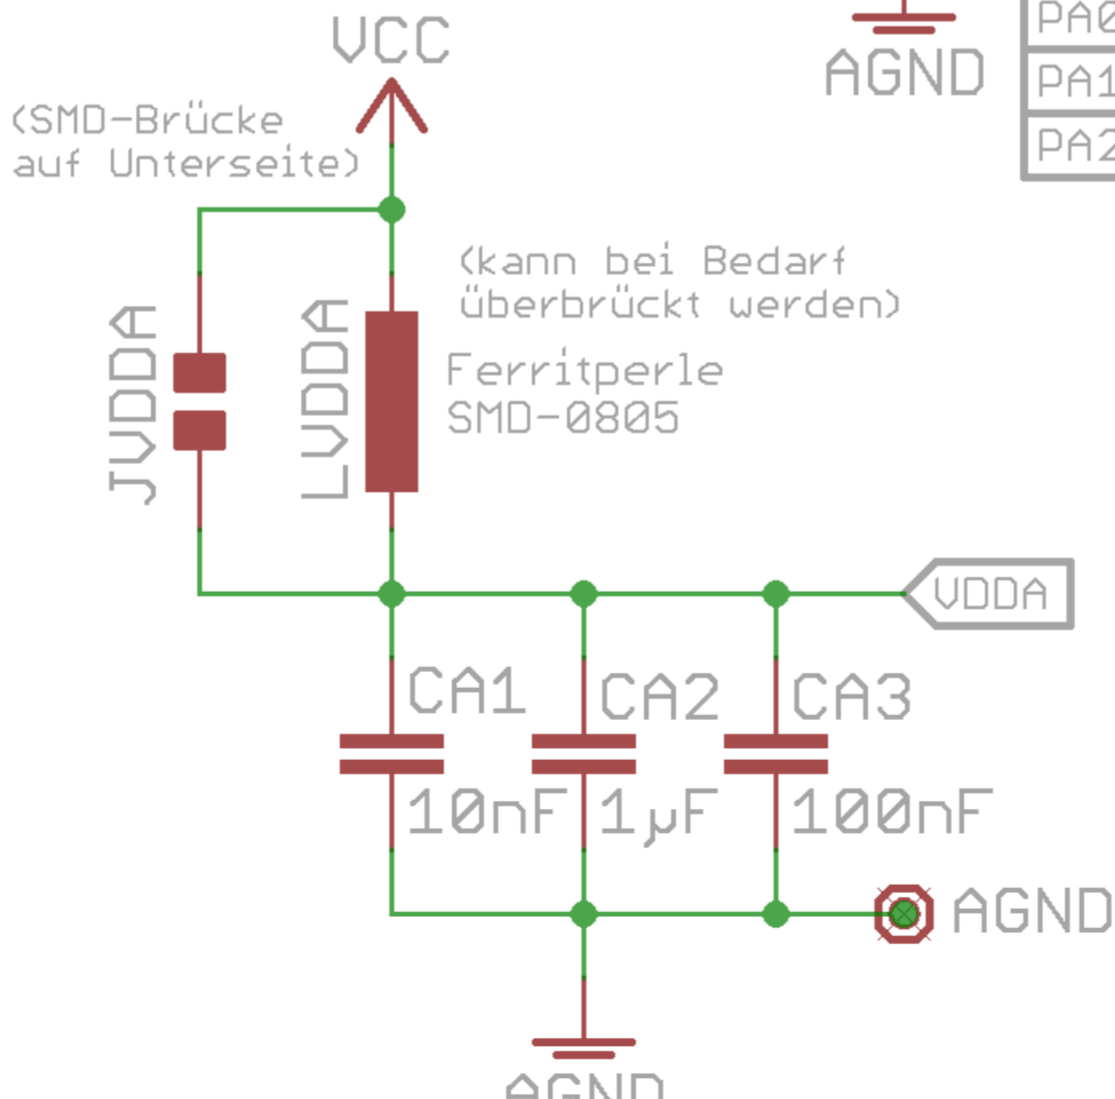 VCC
AGND
PA0
PA1
PA2
(SMD-Brücke
auf Unterseite)
(kann bei Bedarf
überbrückt werden)
JVDDA
LVDDA
Ferritperle
SMD-0805
VDDA
CA1
CA2
CA3
10nF
1µF
100nF
AGND
AGND